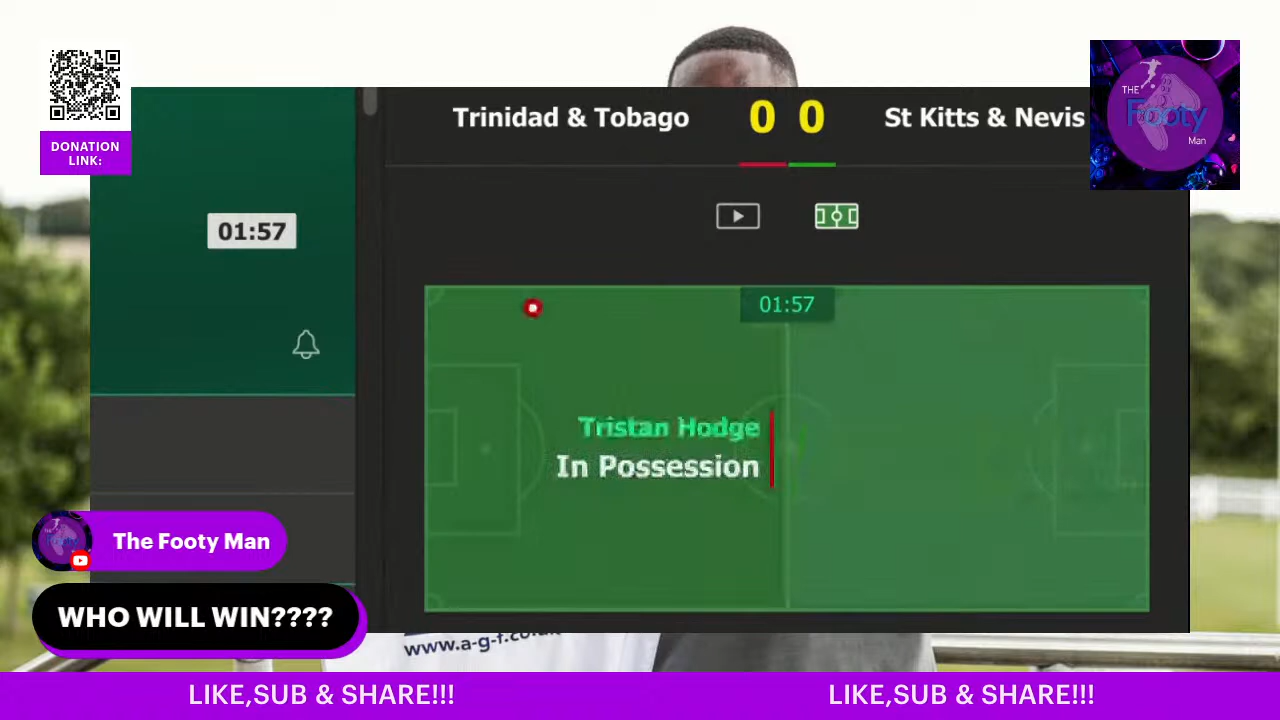 DONATION
LINK:
Trinidad & Tobago
0 0
St Kitts & Nevis
THE
Footy
Man
01:57
01:57
Tristan Hodge
In Possession
The Footy Man
WHO WILL WIN????
www.a-g-f.co.uk
LIKE,SUB & SHARE!!!
LIKE,SUB & SHARE!!!